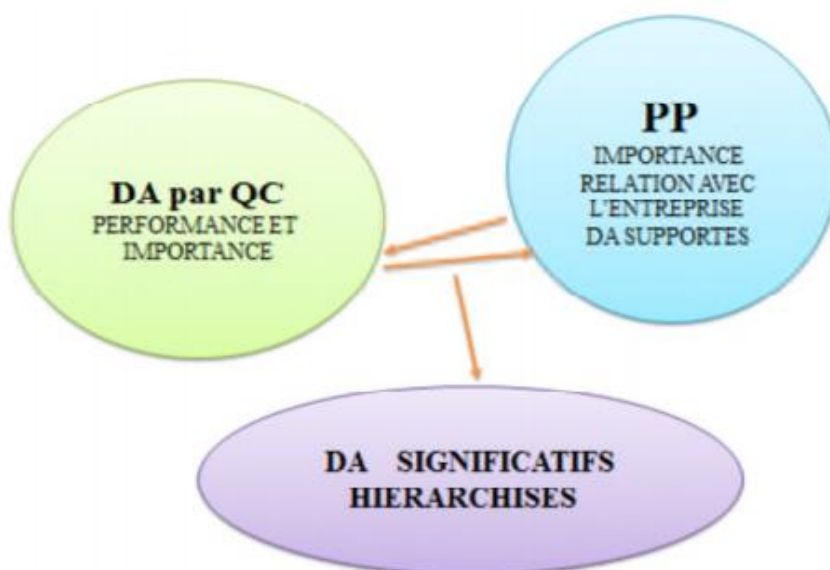 DA par QC
PERFORMANCE ET
IMPORTANCE
PP
IMPORTANCE
RELATION AVEC
L'ENTREPRISE
DA SUPPORTES
DA SIGNIFICATIFS
HIERARCHISES